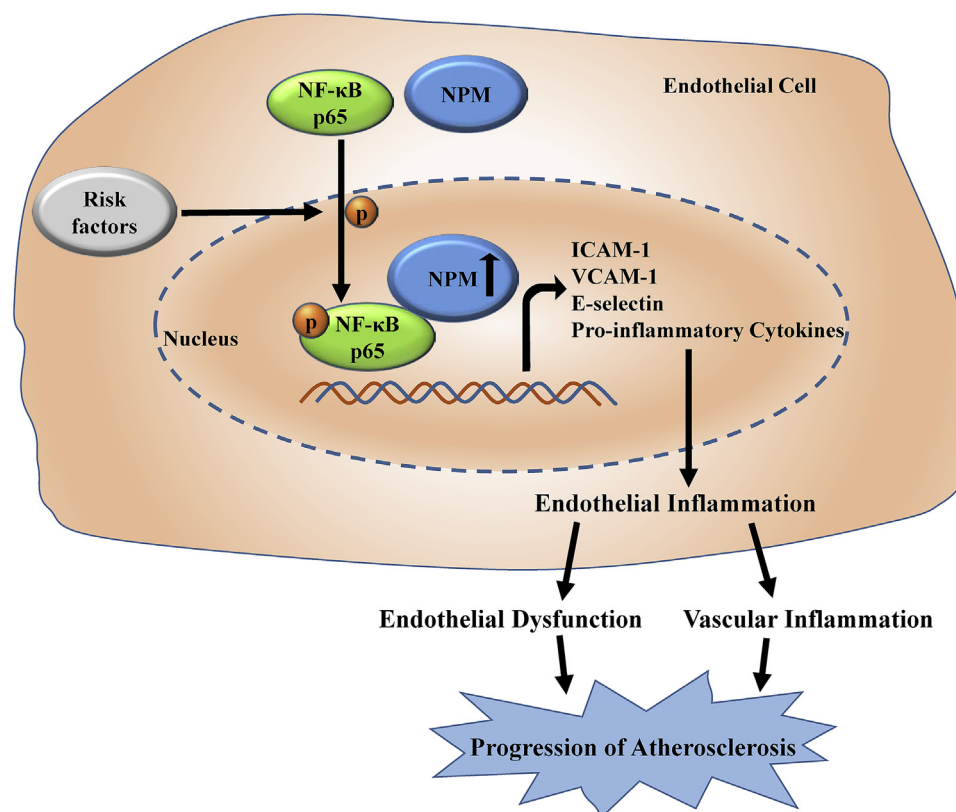 NF-κB
p65
NPM
Endothelial Cell
Risk
factors
p
NPM
ICAM-1
VCAM-1
E-selectin
Pro-inflammatory Cytokines
p
NF-κB
p65
Nucleus
Endothelial Inflammation
Endothelial Dysfunction
Vascular Inflammation
Progression of Atherosclerosis